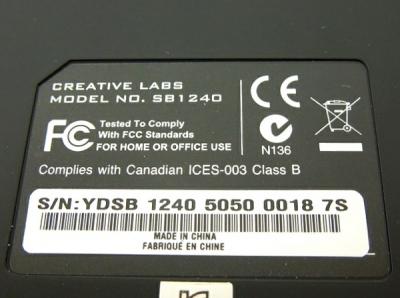 CREATIVE LABS
MODEL NO. SB1240
CE
FC Tested To Comply
With FCC Standards
FOR HOME OR OFFICE USE
N136
Complies with Canadian ICES-003 Class B
S/N:YDSB 1240 5050 0018 7S
MADE IN CHINA
FABRIQUÉ EN CHINE